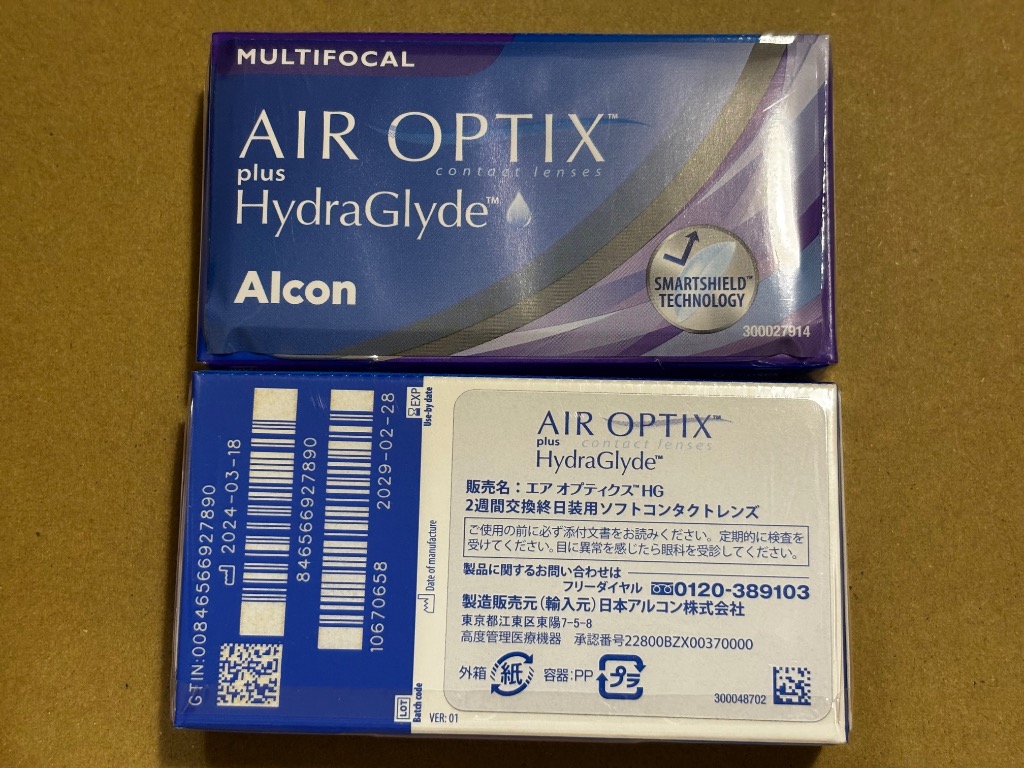 MULTIFOCAL
AIR OPTIX™
contact lenses
plus
HydraGlyde™
Alcon
SMARTSHIELD™
TECHNOLOGY
300027914
GTIN:00846566927890
2024-03-18
846566927890
10670658
2029-02-28
EXP
Use-by date
Date of manufacture
LOT
Batch code
VER: 01
AIR OPTIX™
plus contact lenses
HydraGlyde™
販売名：エア オプティクス™ HG
2週間交換終日装用ソフトコンタクトレンズ
ご使用の前に必ず添付文書をお読みください。定期的に検査を
受けてください。目に異常を感じたら眼科を受診してください。
製品に関するお問い合わせは
フリーダイヤル 0120-389103
製造販売元（輸入元）日本アルコン株式会社
東京都江東区東陽7-5-8
高度管理医療機器 承認番号22800BZX00370000
外箱 紙 容器：PP プラ
300048702